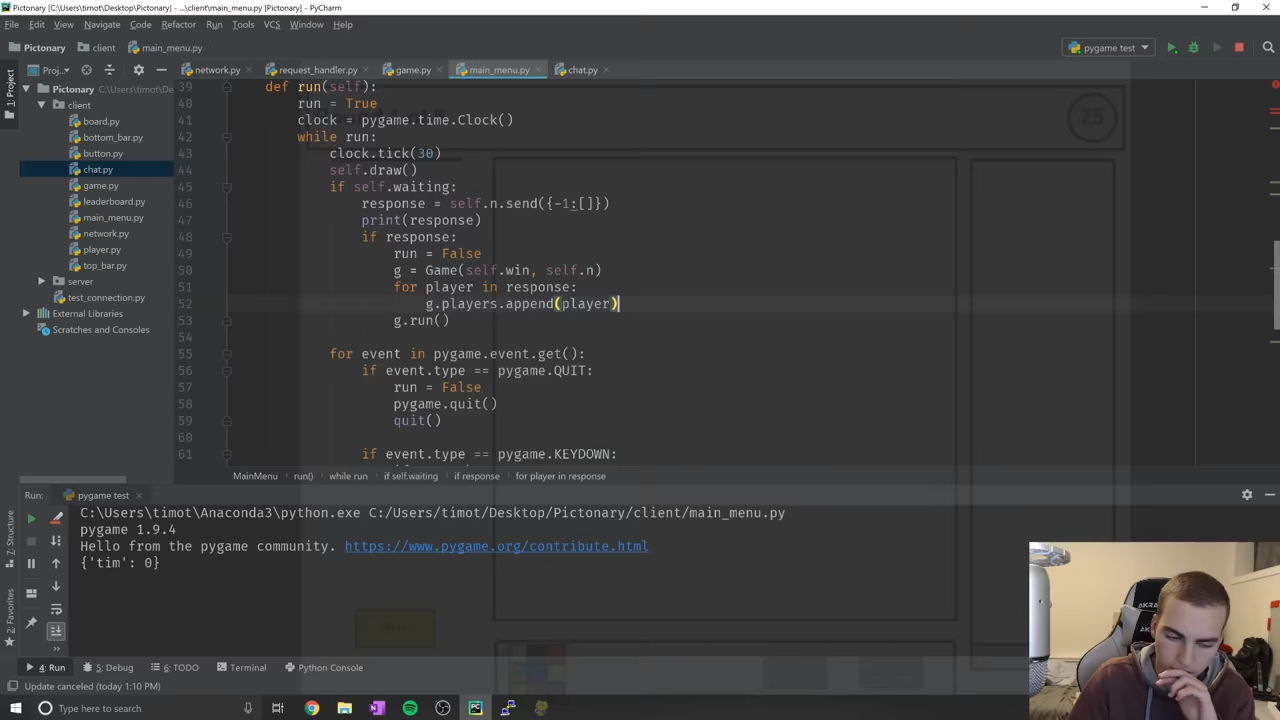 Pictonary [C:\Users\timot\Desktop\Pictonary] - ...\client\main_menu.py [Pictonary] - PyCharm
File Edit View Navigate Code Refactor Run Tools VCS Window Help
Pictonary client main_menu.py pygame test
1: Project
Proj... network.py request_handler.py game.py main_menu.py chat.py
Pictonary C:\Users\timo
client
board.py
bottom_bar.py
button.py
chat.py
game.py
leaderboard.py
main_menu.py
network.py
player.py
top_bar.py
server
test_connection.py
External Libraries
Scratches and Consoles
39 def run(self):
40 run = True
41 clock = pygame.time.Clock()
42 while run:
43 clock.tick(30)
44 self.draw()
45 if self.waiting:
46 response = self.n.send({-1:[]})
47 print(response)
48 if response:
49 run = False
50 g = Game(self.win, self.n)
51 for player in response:
52 g.players.append(player)
53 g.run()
54
55 for event in pygame.event.get():
56 if event.type == pygame.QUIT:
57 run = False
58 pygame.quit()
59 quit()
60
61 if event.type == pygame.KEYDOWN:
75
MainMenu run() while run if self.waiting if response for player in response
Run: pygame test
C:\Users\timot\Anaconda3\python.exe C:/Users/timot/Desktop/Pictonary/client/main_menu.py
pygame 1.9.4
Hello from the pygame community. https://www.pygame.org/contribute.html
{'tim': 0}
Z: Structure
2: Favorites
4: Run 5: Debug 6: TODO Terminal Python Console
Update canceled (today 1:10 PM)
Type here to search